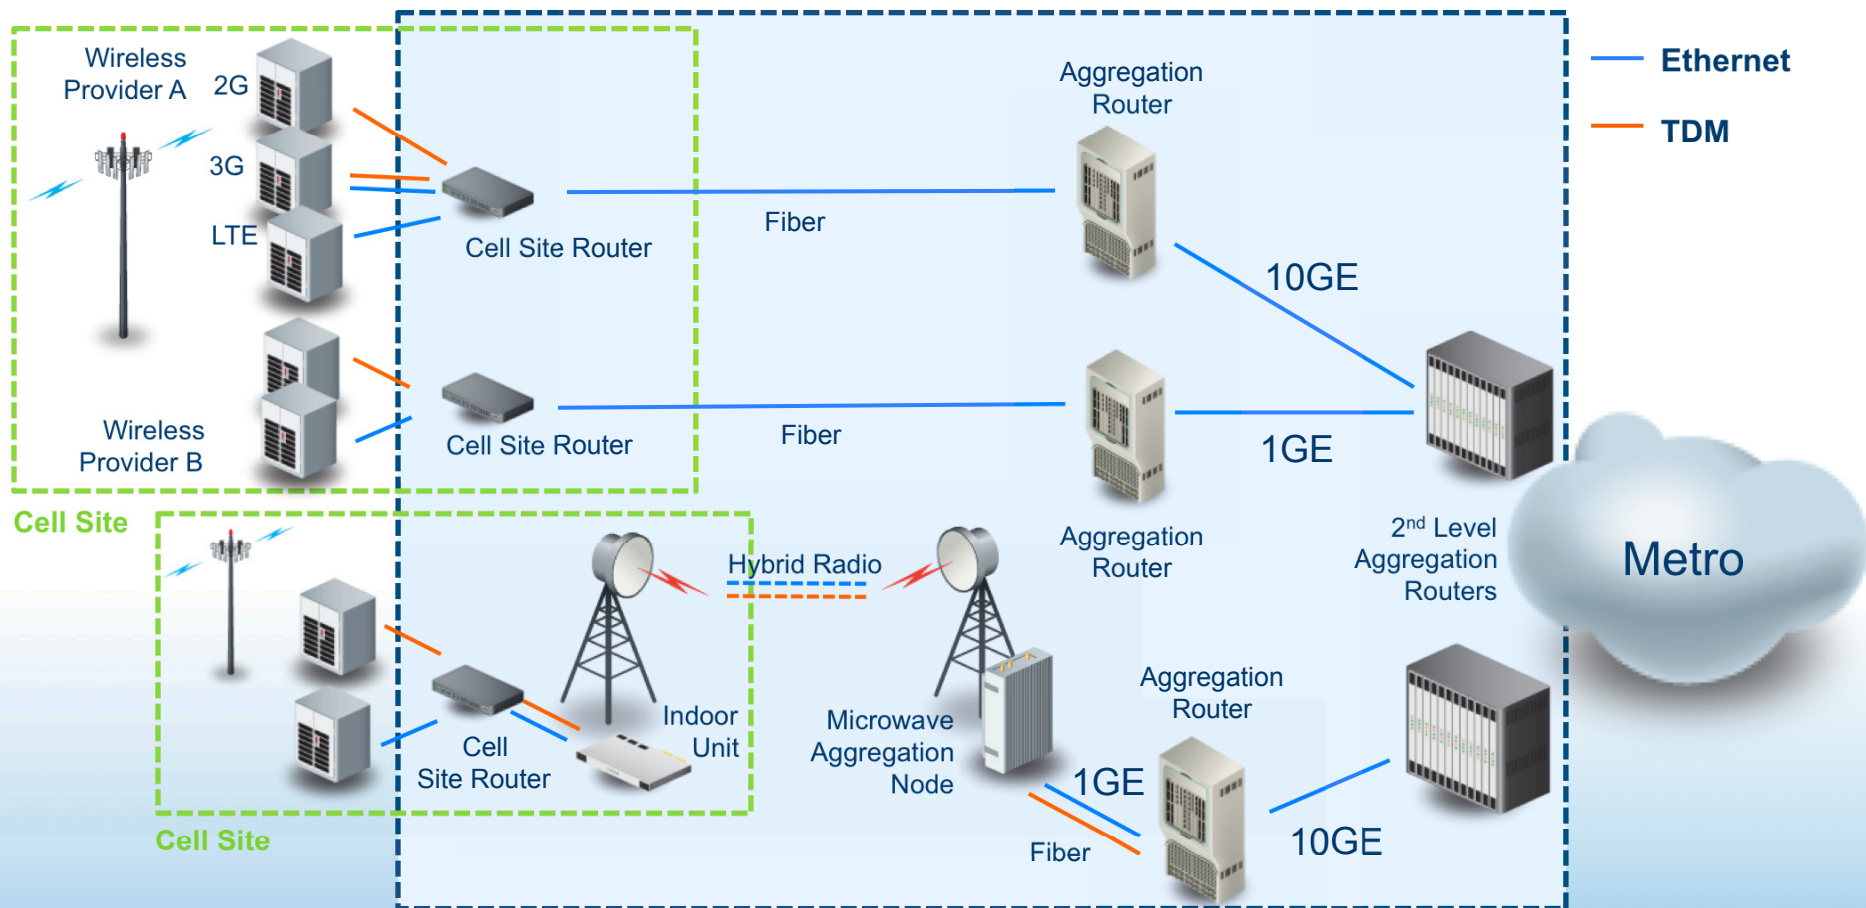 Wireless
Provider A
2G
3G
LTE
Cell Site Router
Fiber
Aggregation
Router
10GE
Ethernet
TDM
Wireless
Provider B
Cell Site Router
Fiber
1GE
Aggregation
Router
2nd Level
Aggregation
Routers
Metro
Cell Site
Hybrid Radio
Indoor
Unit
Cell
Site Router
Microwave
Aggregation
Node
1GE
Fiber
Aggregation
Router
10GE
Cell Site